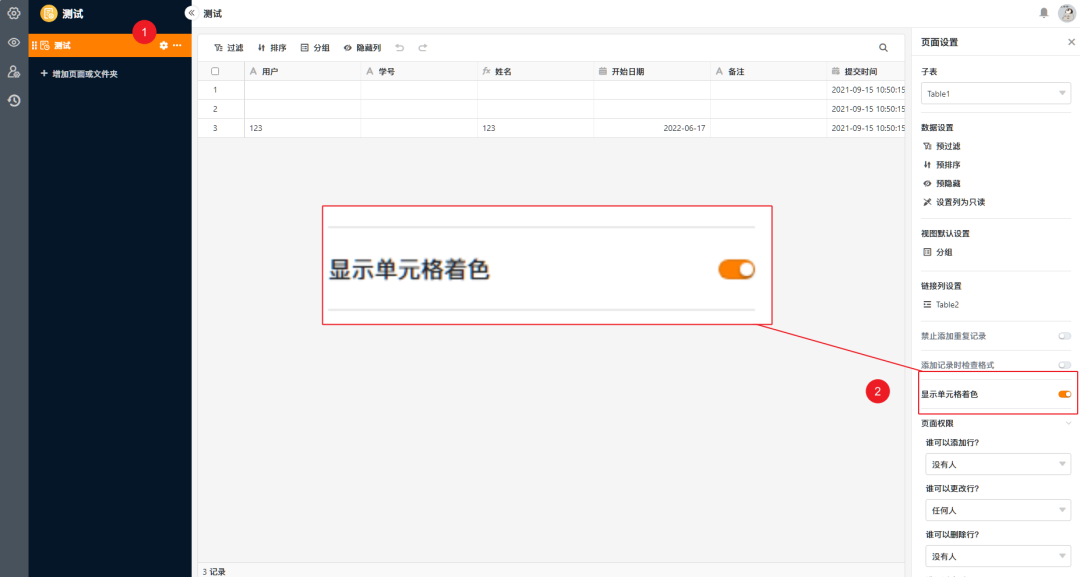 测试
测试
1
测试
增加页面或文件夹
过滤 排序 分组 隐藏列
用户 学号 姓名 开始日期 备注 提交时间
1 2021-09-15 10:50:15
2 2021-09-15 10:50:15
3 123 123 2022-06-17 2021-09-15 10:50:15
显示单元格着色
3 记录
页面设置
子表
Table1
数据设置
预过滤
预排序
预隐藏
设置列为只读
视图默认设置
分组
链接列设置
Table2
禁止添加重复记录
添加记录时检查格式
2
显示单元格着色
页面权限
谁可以添加行?
没有人
谁可以更改行?
任何人
谁可以删除行?
没有人